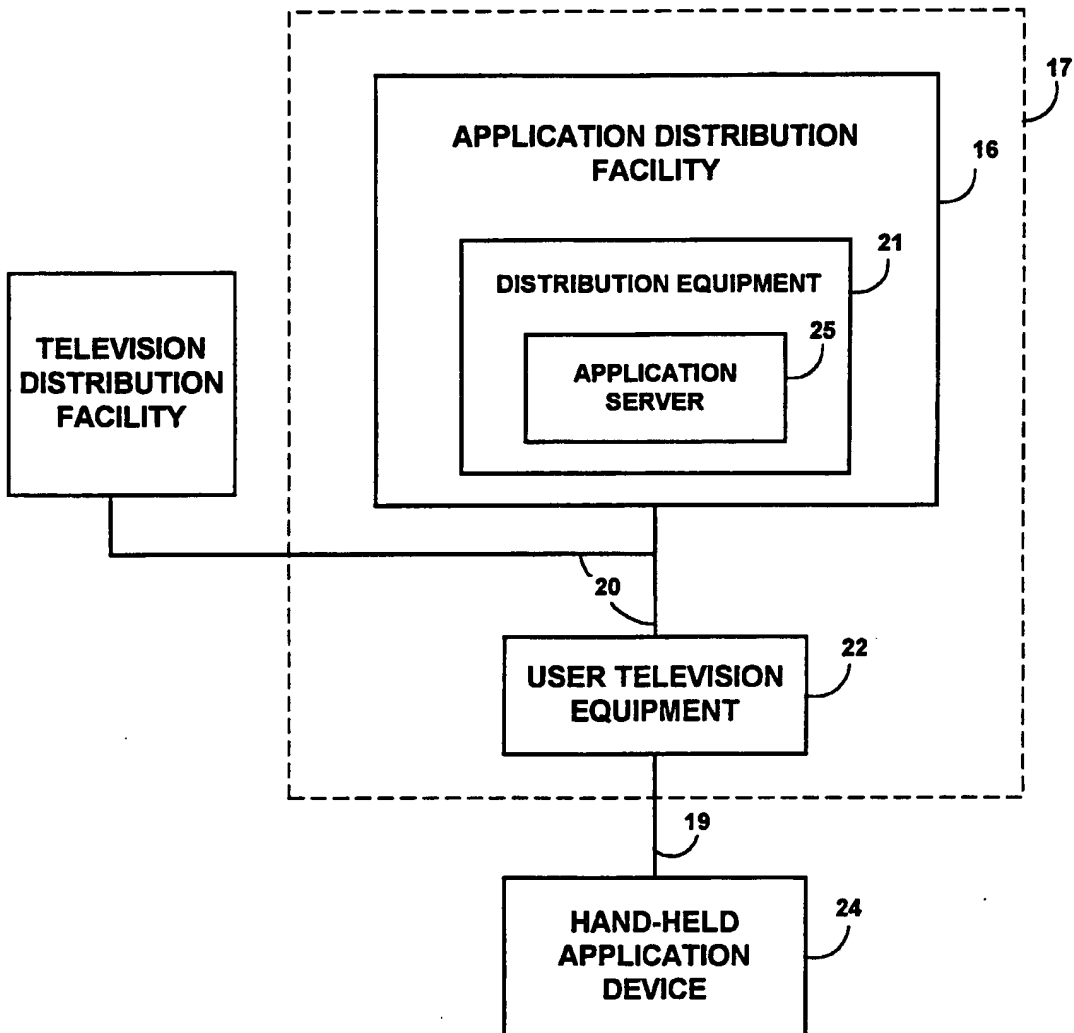 17
APPLICATION DISTRIBUTION
FACILITY
16
21
DISTRIBUTION EQUIPMENT
25
APPLICATION
SERVER
TELEVISION
DISTRIBUTION
FACILITY
20
22
USER TELEVISION
EQUIPMENT
19
24
HAND-HELD
APPLICATION
DEVICE